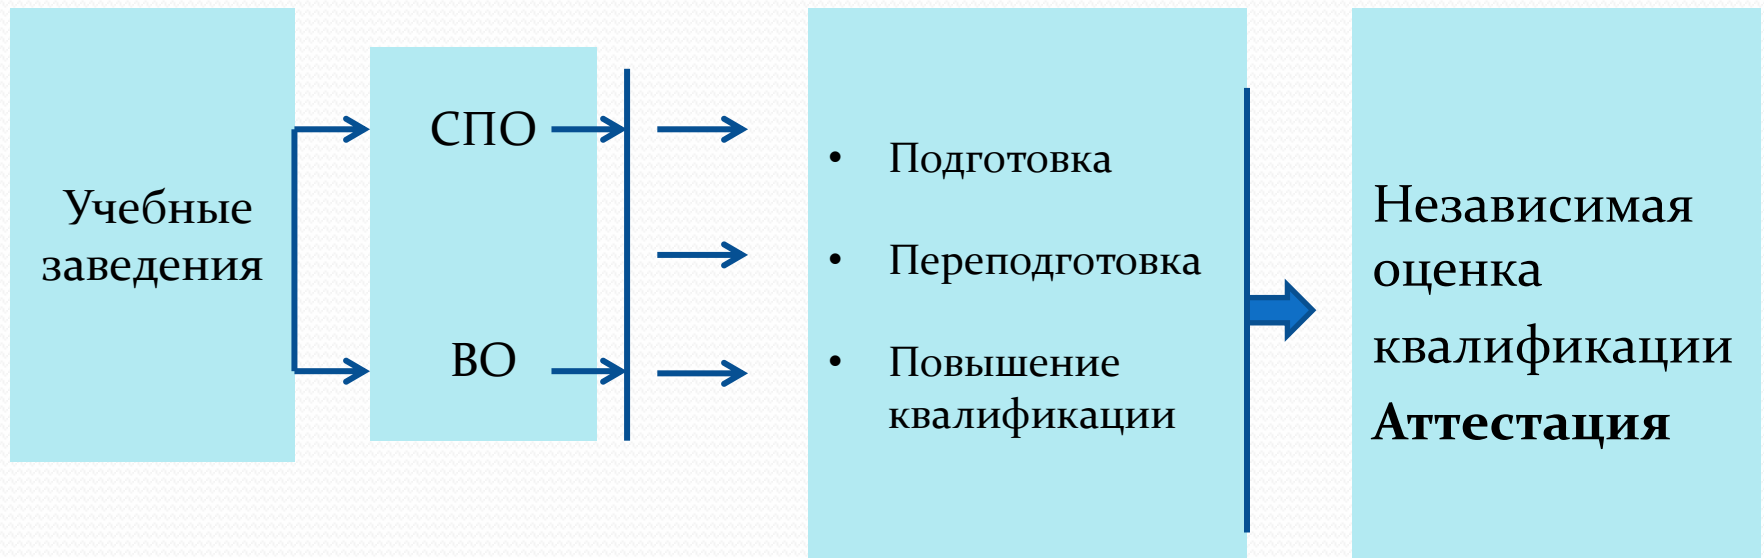 Учебные
заведения
СПО
ВО
• Подготовка
• Переподготовка
• Повышение
квалификации
Независимая
оценка
квалификации
Аттестация